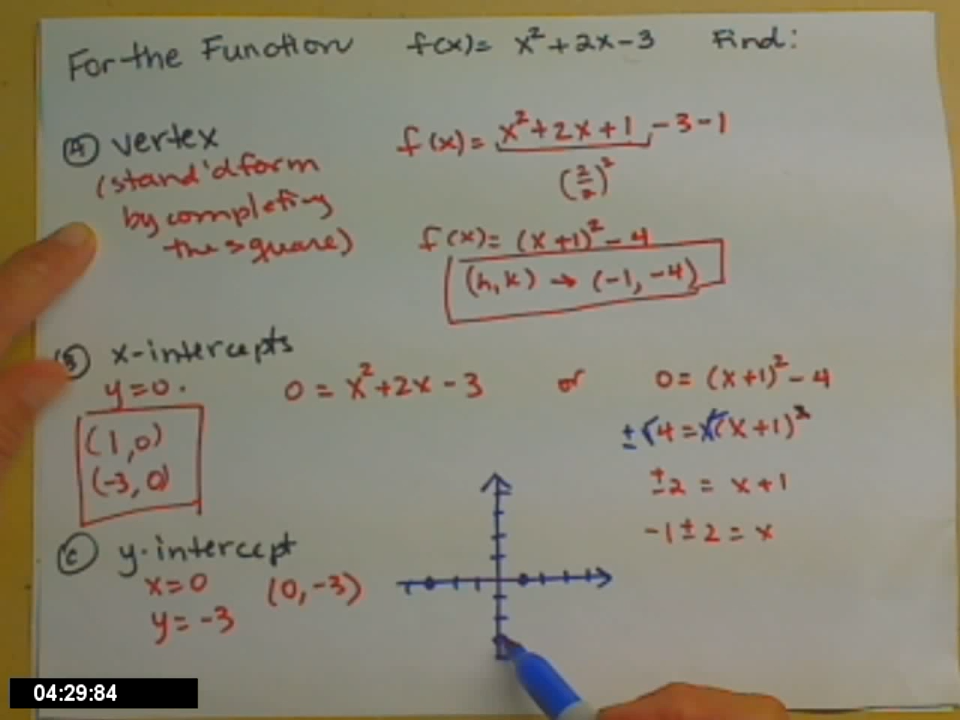 For the Function f(x) = x² + 2x - 3 Find:
(A) vertex
(stand'd form
by completing
the square)
f(x) = x² + 2x + 1 - 3 - 1
(2/2)²
f(x) = (x+1)² - 4
(h, k) → (-1, -4)
(B) x-intercepts
y = 0.
(1, 0)
(-3, 0)
0 = x² + 2x - 3 or 0 = (x+1)² - 4
±√4 = √(x+1)²
±2 = x + 1
-1 ± 2 = x
(C) y-intercept
x = 0 (0, -3)
y = -3
04:29:84